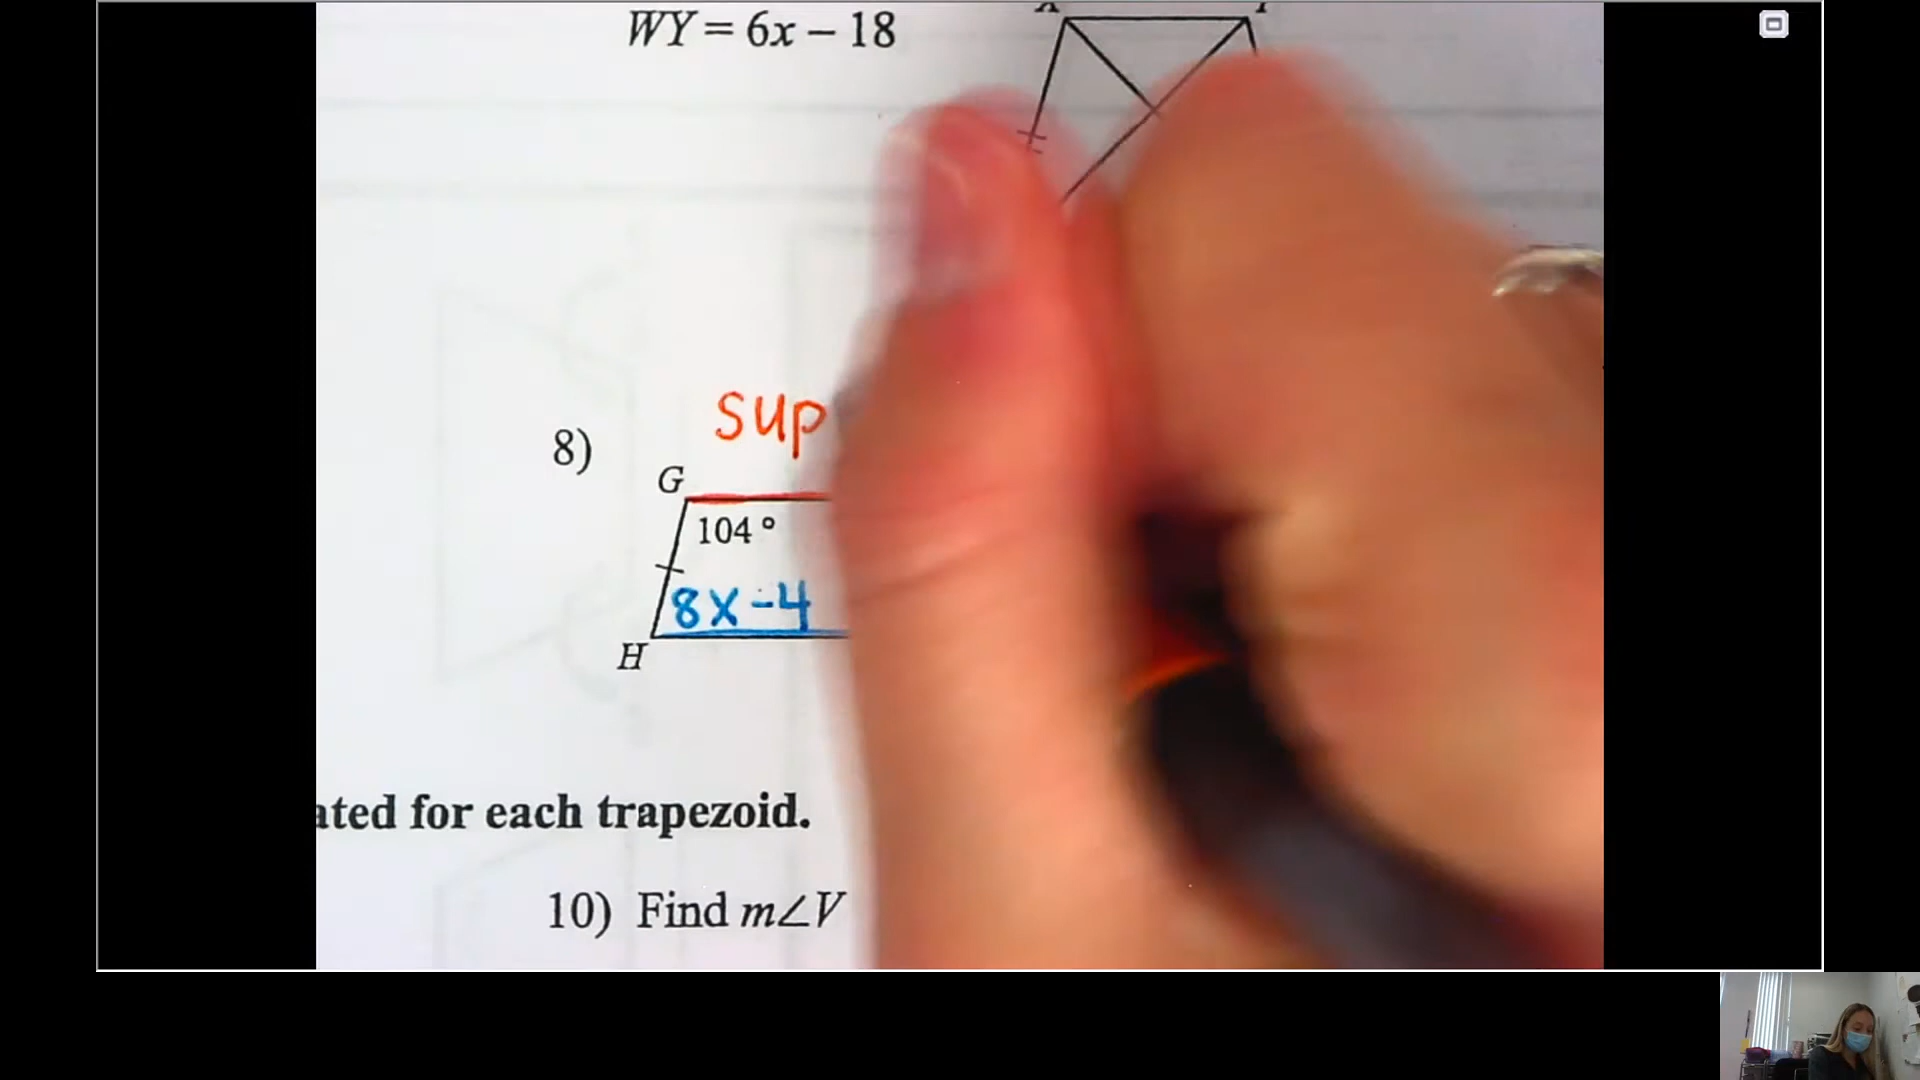 WY = 6x – 18
8)
sup
G
104°
8x-4
H
ated for each trapezoid.
10) Find m∠V